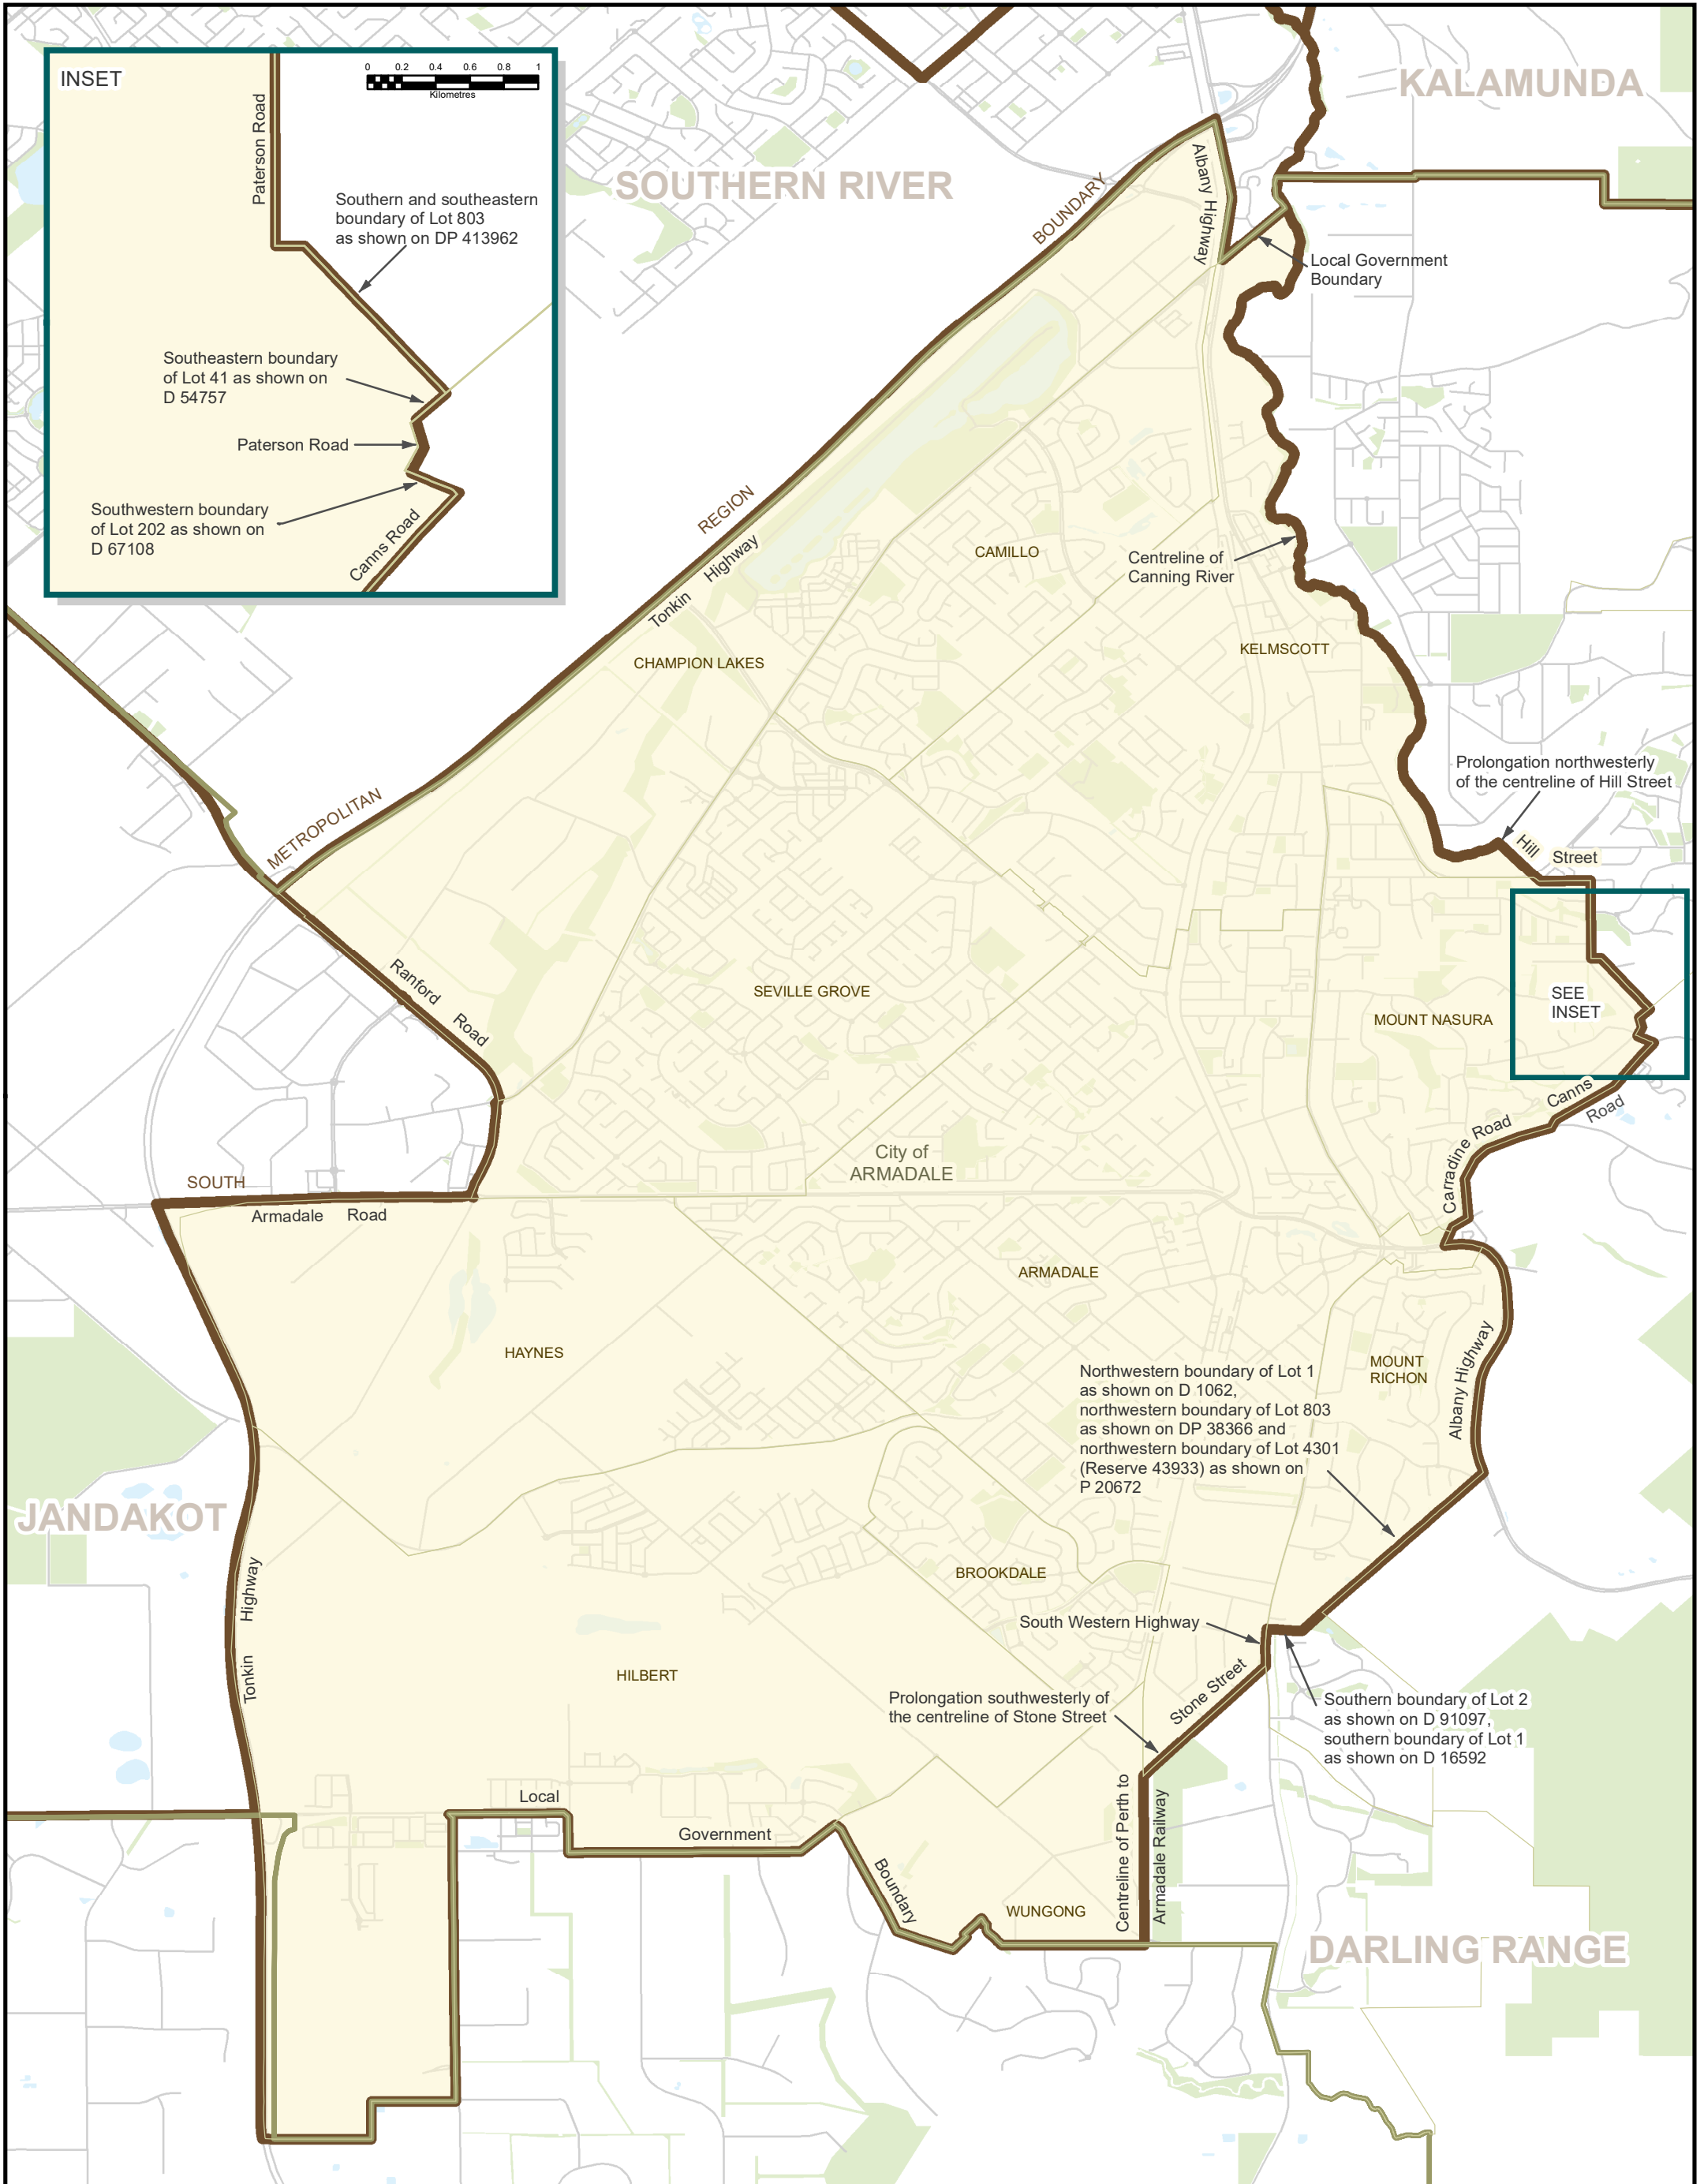 INSET
0 0.2 0.4 0.6 0.8 1
Kilometres
Paterson Road
Southern and southeastern
boundary of Lot 803
as shown on DP 413962
Southeastern boundary
of Lot 41 as shown on
D 54757
Paterson Road
Southwestern boundary
of Lot 202 as shown on
D 67108
Canns Road
KALAMUNDA
SOUTHERN RIVER
BOUNDARY
Albany Highway
Local Government
Boundary
REGION
Tonkin Highway
CAMILLO
Centreline of
Canning River
KELMSCOTT
CHAMPION LAKES
METROPOLITAN
Prolongation northwesterly
of the centreline of Hill Street
Hill Street
Ranford Road
SEVILLE GROVE
SEE
INSET
MOUNT NASURA
Canns Road
Carradine Road
City of
ARMADALE
SOUTH
Armadale Road
ARMADALE
HAYNES
MOUNT
RICHON
Albany Highway
Northwestern boundary of Lot 1
as shown on D 1062,
northwestern boundary of Lot 803
as shown on DP 38366 and
northwestern boundary of Lot 4301
(Reserve 43933) as shown on
P 20672
JANDAKOT
Tonkin Highway
BROOKDALE
South Western Highway
HILBERT
Stone Street
Prolongation southwesterly of
the centreline of Stone Street
Southern boundary of Lot 2
as shown on D 91097,
southern boundary of Lot 1
as shown on D 16592
Local
Government
Boundary
Centreline of Perth to
Armadale Railway
WUNGONG
DARLING RANGE